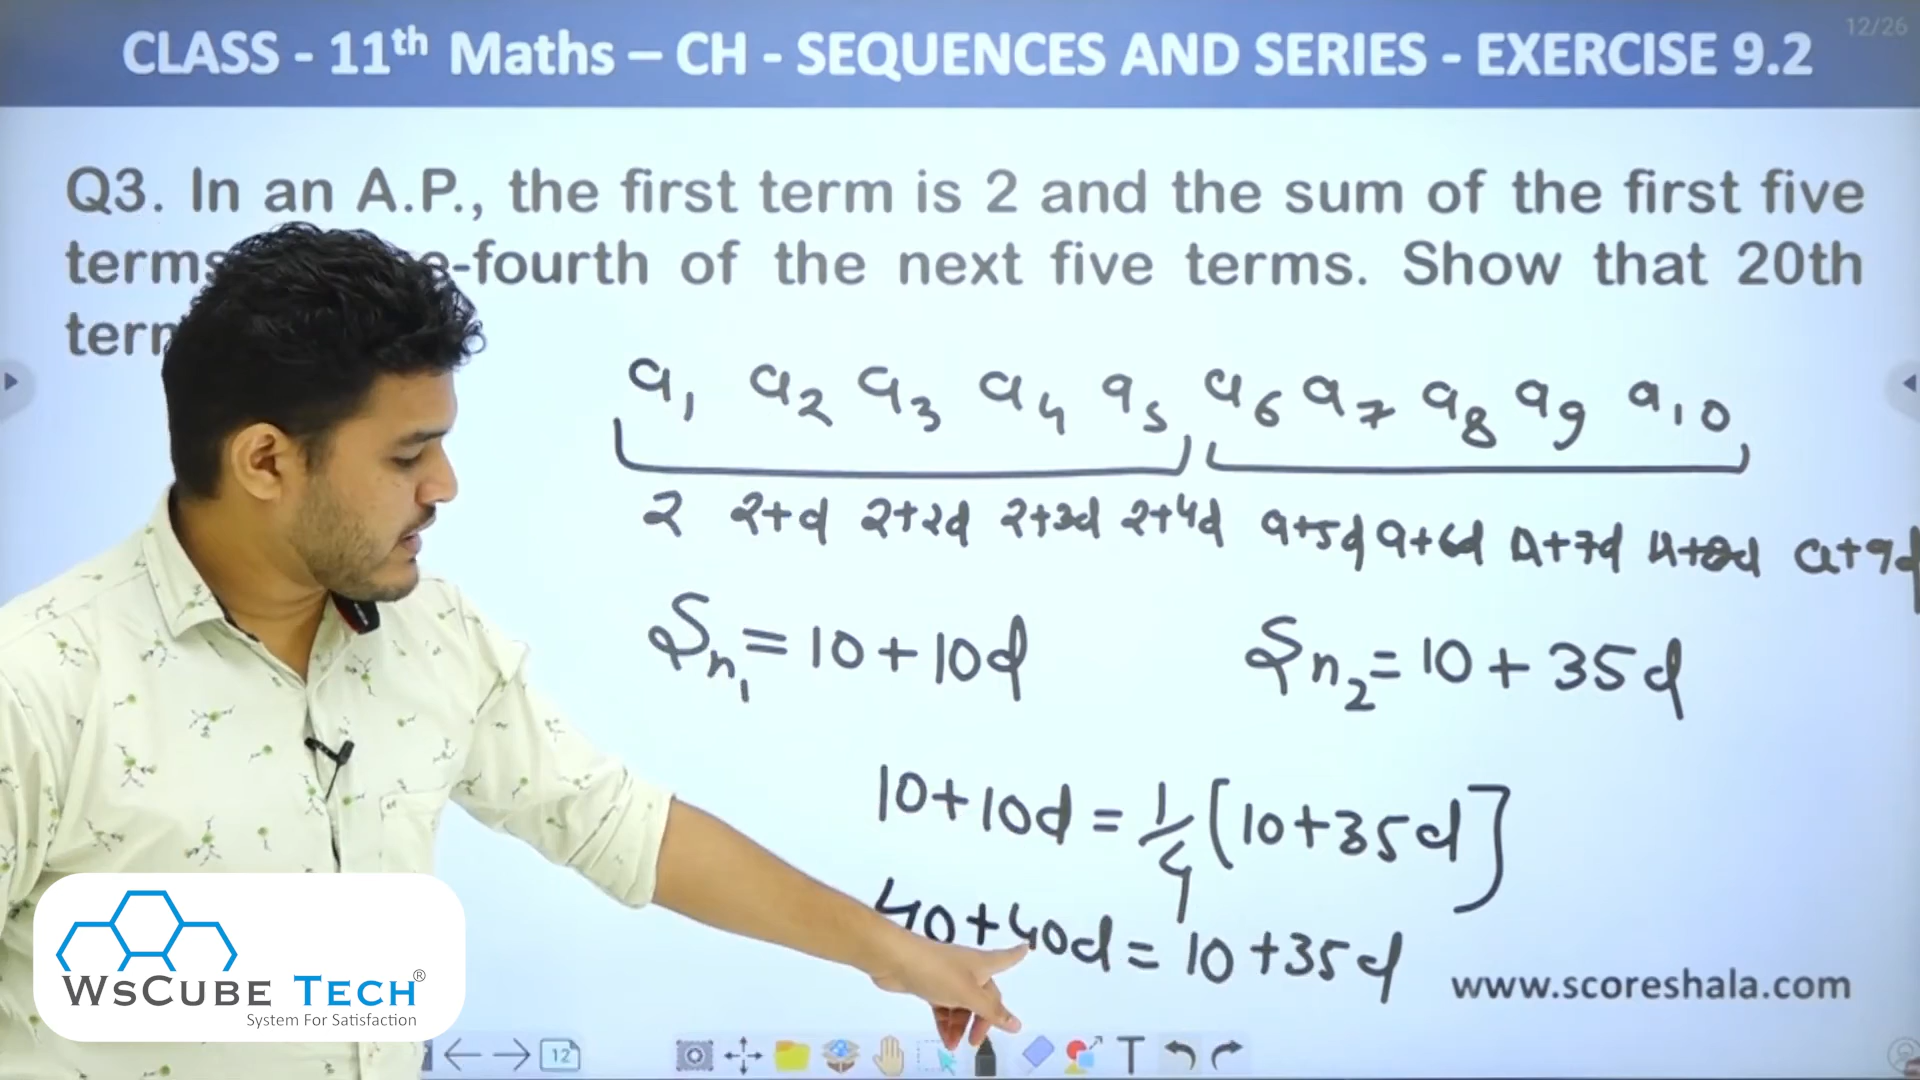 12/26
CLASS - 11th Maths – CH - SEQUENCES AND SERIES - EXERCISE 9.2
Q3. In an A.P., the first term is 2 and the sum of the first five
terms e-fourth of the next five terms. Show that 20th
term
a1 a2 a3 a4 a5 a6 a7 a8 a9 a10
2 2+d 2+2d 2+3d 2+4d a+5d a+6d a+7d a+8d a+9d
Sn1 = 10 + 10d Sn2 = 10 + 35d
10+10d = 1/4 (10+35d]
40+40d = 10+35d
www.scoreshala.com
WsCube Tech®
System For Satisfaction
12 T